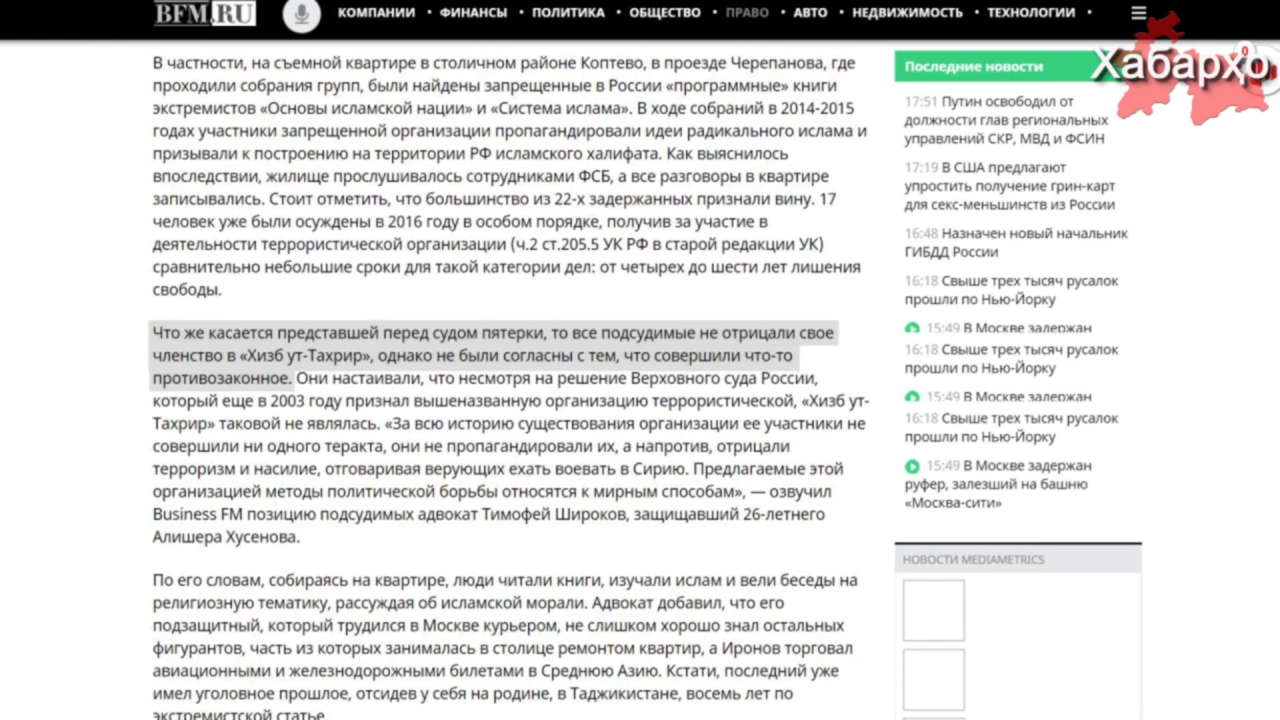 BFM.RU
КОМПАНИИ • ФИНАНСЫ • ПОЛИТИКА • ОБЩЕСТВО • ПРАВО • АВТО • НЕДВИЖИМОСТЬ • ТЕХНОЛОГИИ •
Хабарҳо
0
В частности, на съемной квартире в столичном районе Коптево, в проезде Черепанова, где
проходили собрания групп, были найдены запрещенные в России «программные» книги
экстремистов «Основы исламской нации» и «Система ислама». В ходе собраний в 2014-2015
годах участники запрещенной организации пропагандировали идеи радикального ислама и
призывали к построению на территории РФ исламского халифата. Как выяснилось
впоследствии, жилище прослушивалось сотрудниками ФСБ, а все разговоры в квартире
записывались. Стоит отметить, что большинство из 22-х задержанных признали вину. 17
человек уже были осуждены в 2016 году в особом порядке, получив за участие в
деятельности террористической организации (ч.2 ст.205.5 УК РФ в старой редакции УК)
сравнительно небольшие сроки для такой категории дел: от четырех до шести лет лишения
свободы.
Что же касается представшей перед судом пятерки, то все подсудимые не отрицали свое
членство в «Хизб ут-Тахрир», однако не были согласны с тем, что совершили что-то
противозаконное. Они настаивали, что несмотря на решение Верховного суда России,
который еще в 2003 году признал вышеназванную организацию террористической, «Хизб ут-
Тахрир» таковой не являлась. «За всю историю существования организации ее участники не
совершили ни одного теракта, они не пропагандировали их, а напротив, отрицали
терроризм и насилие, отговаривая верующих ехать воевать в Сирию. Предлагаемые этой
организацией методы политической борьбы относятся к мирным способам», — озвучил
Business FM позицию подсудимых адвокат Тимофей Широков, защищавший 26-летнего
Алишера Хусенова.
По его словам, собираясь на квартире, люди читали книги, изучали ислам и вели беседы на
религиозную тематику, рассуждая об исламской морали. Адвокат добавил, что его
подзащитный, который трудился в Москве курьером, не слишком хорошо знал остальных
фигурантов, часть из которых занималась в столице ремонтом квартир, а Иронов торговал
авиационными и железнодорожными билетами в Среднюю Азию. Кстати, последний уже
имел уголовное прошлое, отсидев у себя на родине, в Таджикистане, восемь лет по
экстремистской статье.
Последние новости
17:51 Путин освободил от
должности глав региональных
управлений СКР, МВД и ФСИН
17:19 В США предлагают
упростить получение грин-карт
для секс-меньшинств из России
16:48 Назначен новый начальник
ГИБДД России
16:18 Свыше трех тысяч русалок
прошли по Нью-Йорку
15:49 В Москве задержан
16:18 Свыше трех тысяч русалок
прошли по Нью-Йорку
15:49 В Москве задержан
16:18 Свыше трех тысяч русалок
прошли по Нью-Йорку
15:49 В Москве задержан
руфер, залезший на башню
«Москва-сити»
НОВОСТИ MEDIAMETRICS